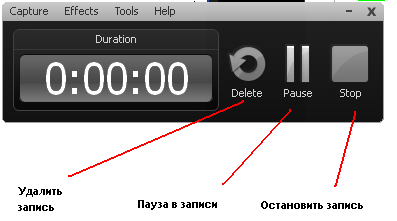 Capture Effects Tools Help
Duration
0:00:00
Delete Pause Stop
Удалить
запись
Пауза в записи
Остановить запись